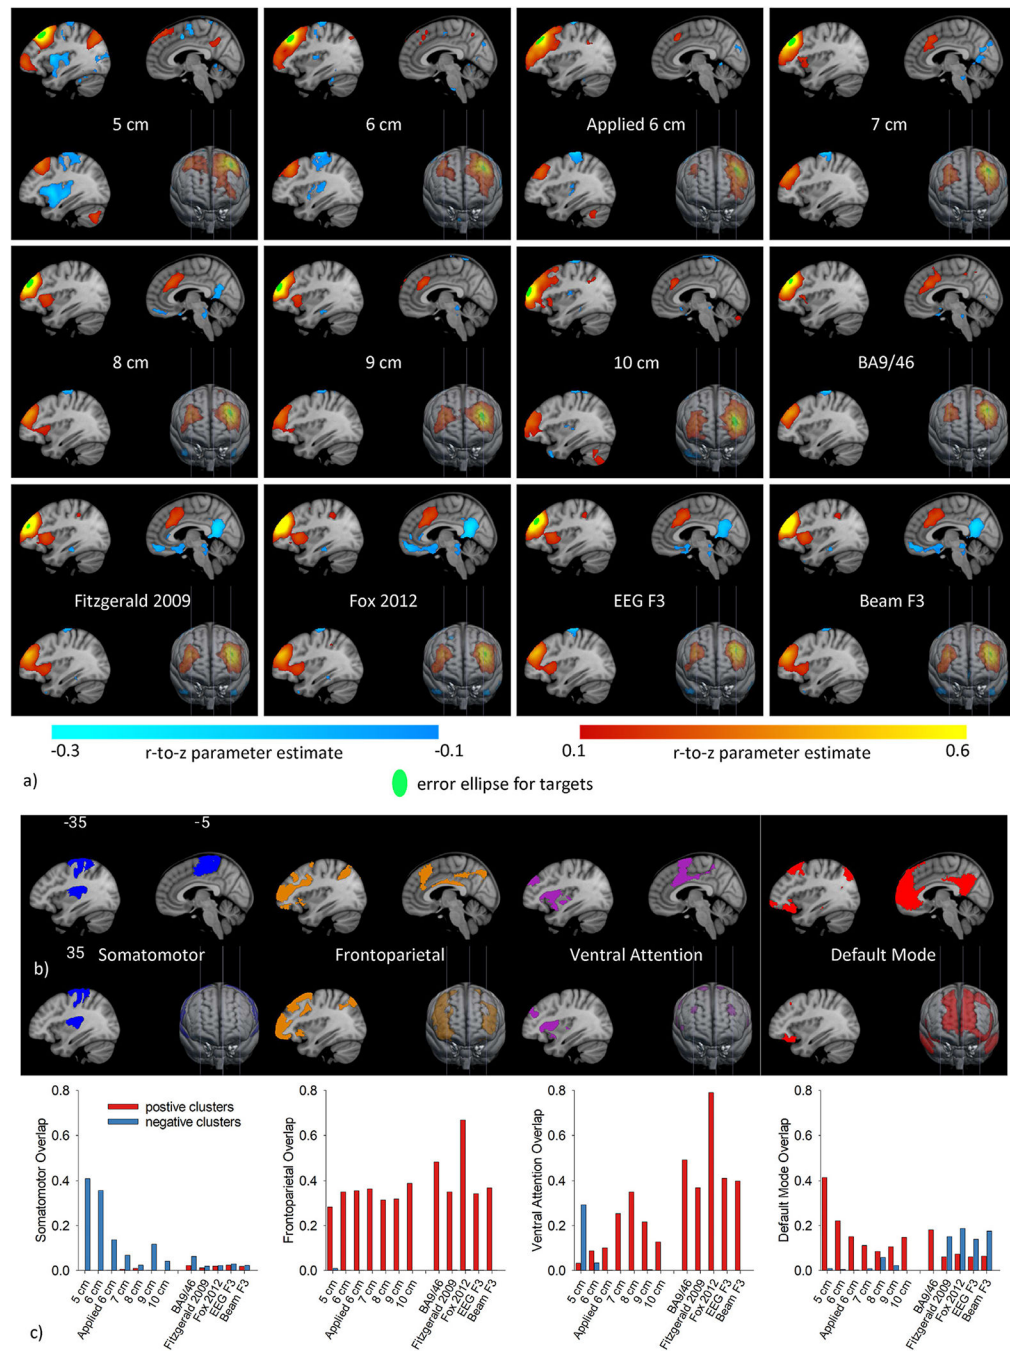 5 cm
6 cm
Applied 6 cm
7 cm
8 cm
9 cm
10 cm
BA9/46
Fitzgerald 2009
Fox 2012
EEG F3
Beam F3
-0.3 r-to-z parameter estimate -0.1
0.1 r-to-z parameter estimate 0.6
a)
error ellipse for targets
-35 -5
b) 35 Somatomotor
Frontoparietal
Ventral Attention
Default Mode
postive clusters
negative clusters
Somatomotor Overlap
0.8
0.6
0.4
0.2
0.0
5 cm
6 cm
Applied 6 cm
7 cm
8 cm
9 cm
10 cm
BA9/46
Fitzgerald 2009
Fox 2012
EEG F3
Beam F3
Frontoparietal Overlap
0.8
0.6
0.4
0.2
0.0
5 cm
6 cm
Applied 6 cm
7 cm
8 cm
9 cm
10 cm
BA9/46
Fitzgerald 2009
Fox 2012
EEG F3
Beam F3
Ventral Attention Overlap
0.8
0.6
0.4
0.2
0.0
5 cm
6 cm
Applied 6 cm
7 cm
8 cm
9 cm
10 cm
BA9/46
Fitzgerald 2009
Fox 2012
EEG F3
Beam F3
Default Mode Overlap
0.8
0.6
0.4
0.2
0.0
5 cm
6 cm
Applied 6 cm
7 cm
8 cm
9 cm
10 cm
BA9/46
Fitzgerald 2009
Fox 2012
EEG F3
Beam F3
c)